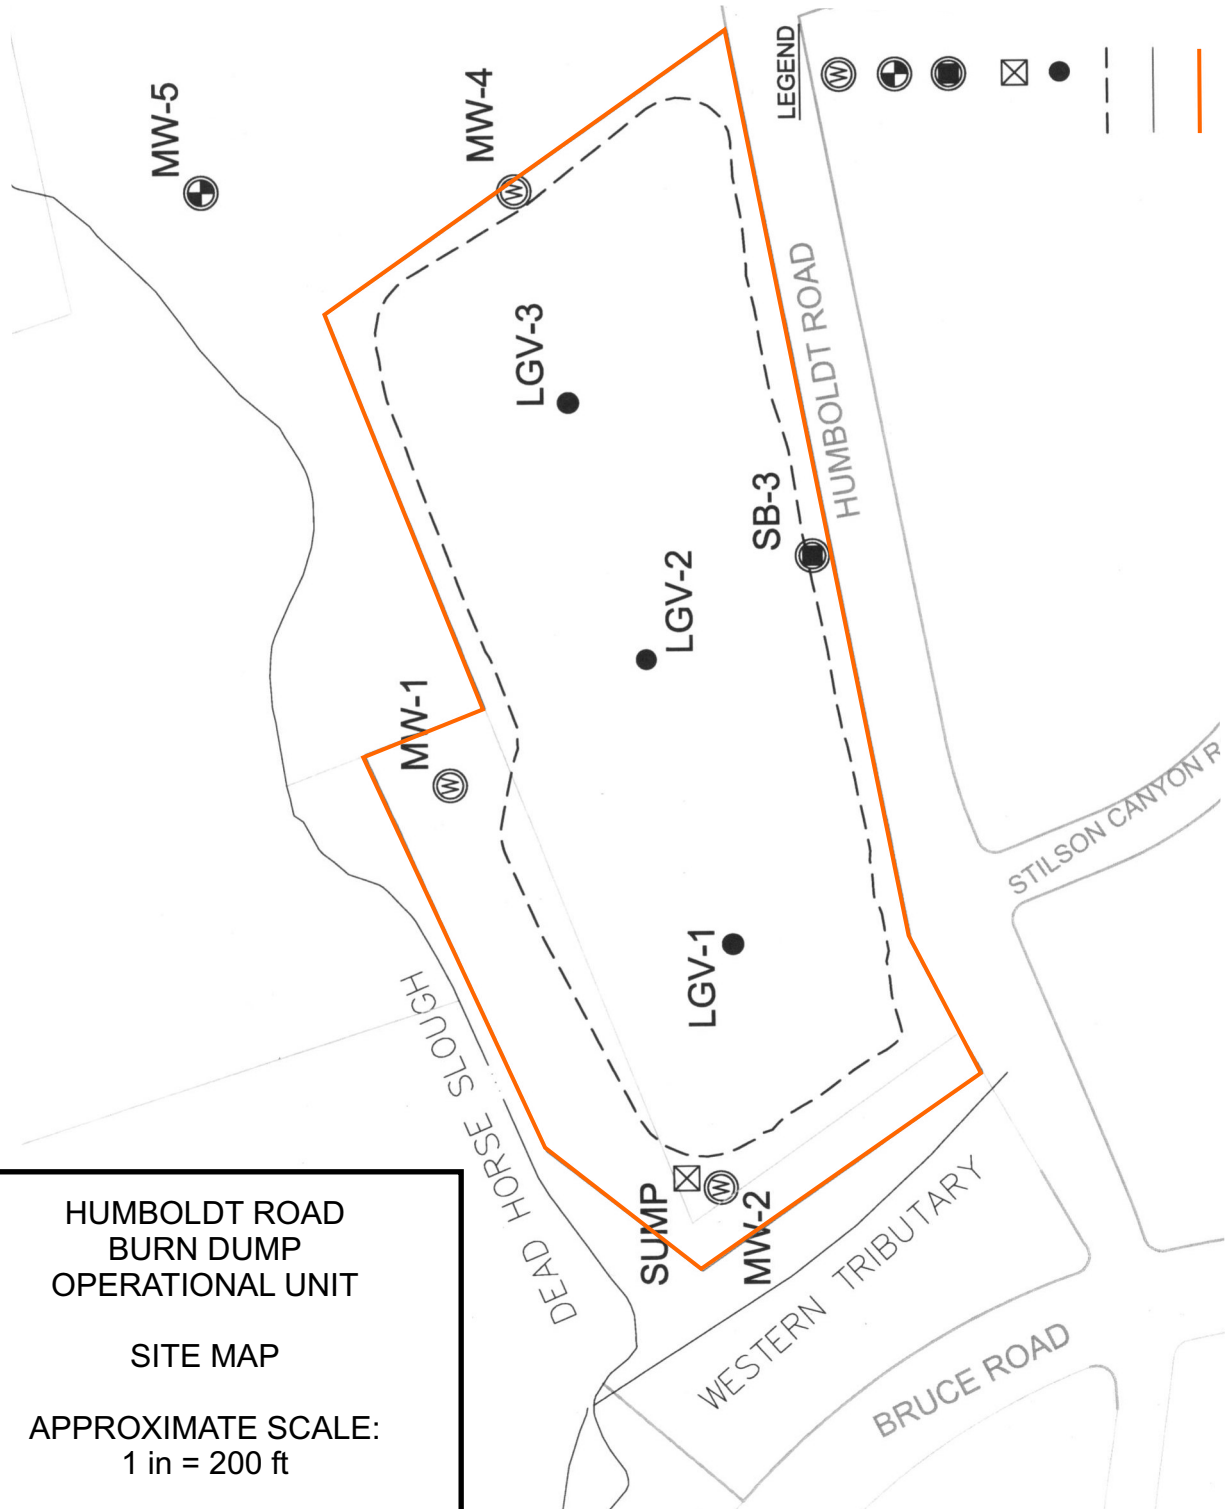 LEGEND
MW-5
MW-4
LGV-3
HUMBOLDT ROAD
SB-3
LGV-2
MW-1
STILSON CANYON R
LGV-1
DEAD HORSE SLOUGH
SUMP
MW-2
WESTERN TRIBUTARY
BRUCE ROAD
W
W
W
W
HUMBOLDT ROAD
BURN DUMP
OPERATIONAL UNIT
SITE MAP
APPROXIMATE SCALE:
1 in = 200 ft